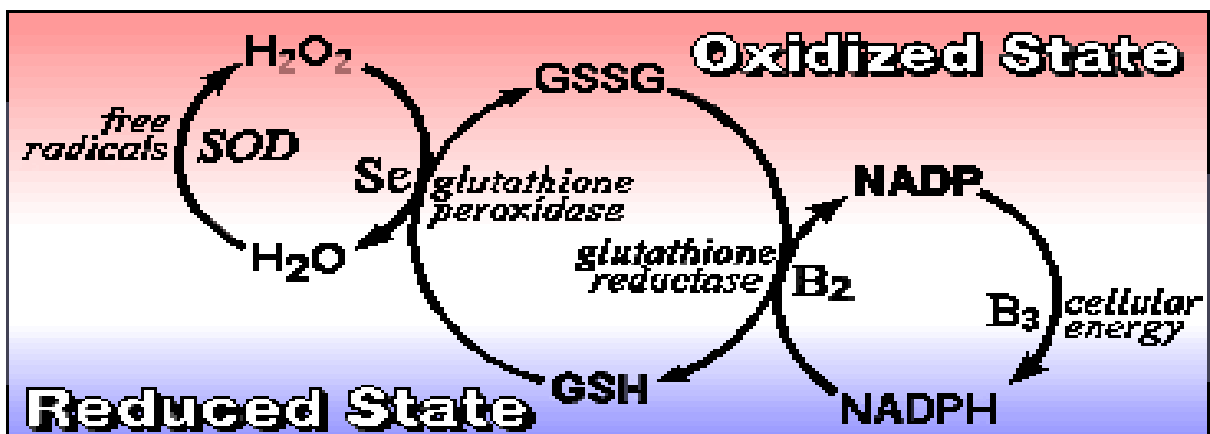 H₂O₂
Oxidized State
GSSG
free
radicals
SOD
Se
glutathione
peroxidase
NADP
H₂O
glutathione
reductase
B₂
B₃
cellular
energy
GSH
NADPH
Reduced State